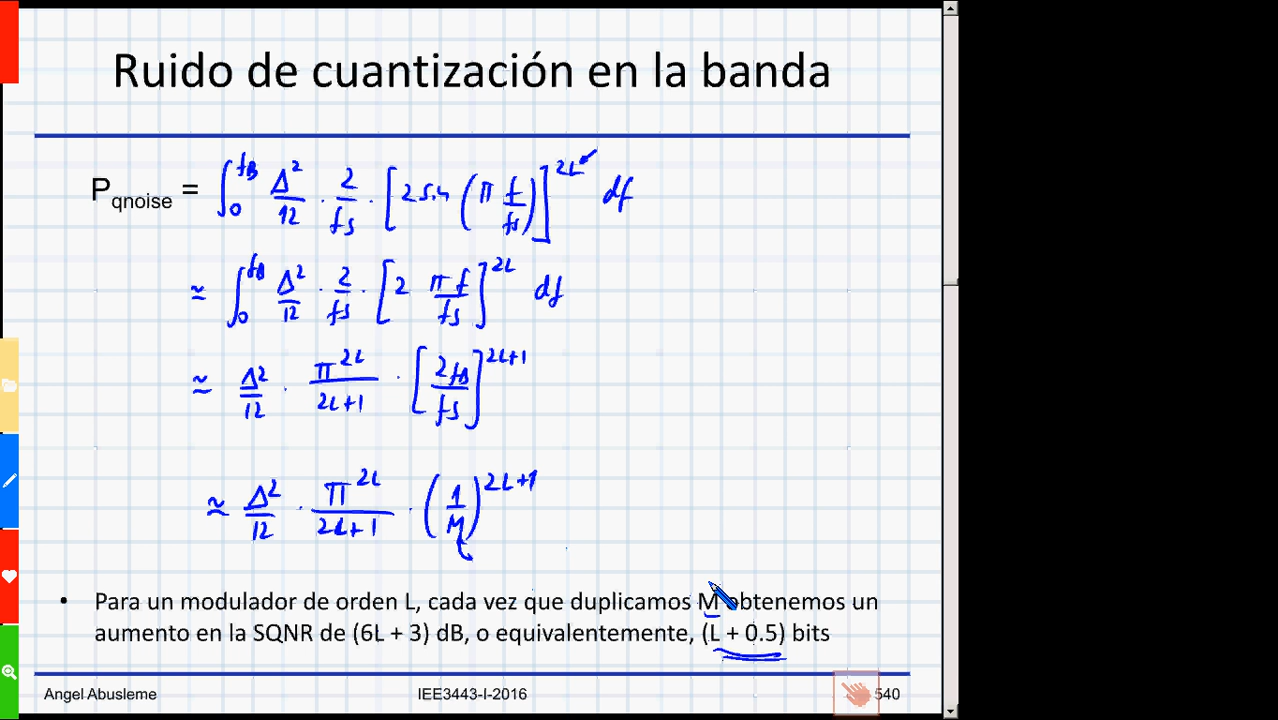 Ruido de cuantización en la banda
P_qnoise = ∫_0^{fB} Δ²/12 · 2/fs · [2 sin (π f/fs)]^{2L} df
≈ ∫_0^{fB} Δ²/12 · 2/fs · [2 πf/fs]^{2L} df
≈ Δ²/12 · π^{2L}/2L+1 · [2fB/fs]^{2L+1}
≈ Δ²/12 · π^{2L}/2L+1 · (1/M)^{2L+1}
• Para un modulador de orden L, cada vez que duplicamos M obtenemos un
aumento en la SQNR de (6L + 3) dB, o equivalentemente, (L + 0.5) bits
Angel Abusleme IEE3443-I-2016 540